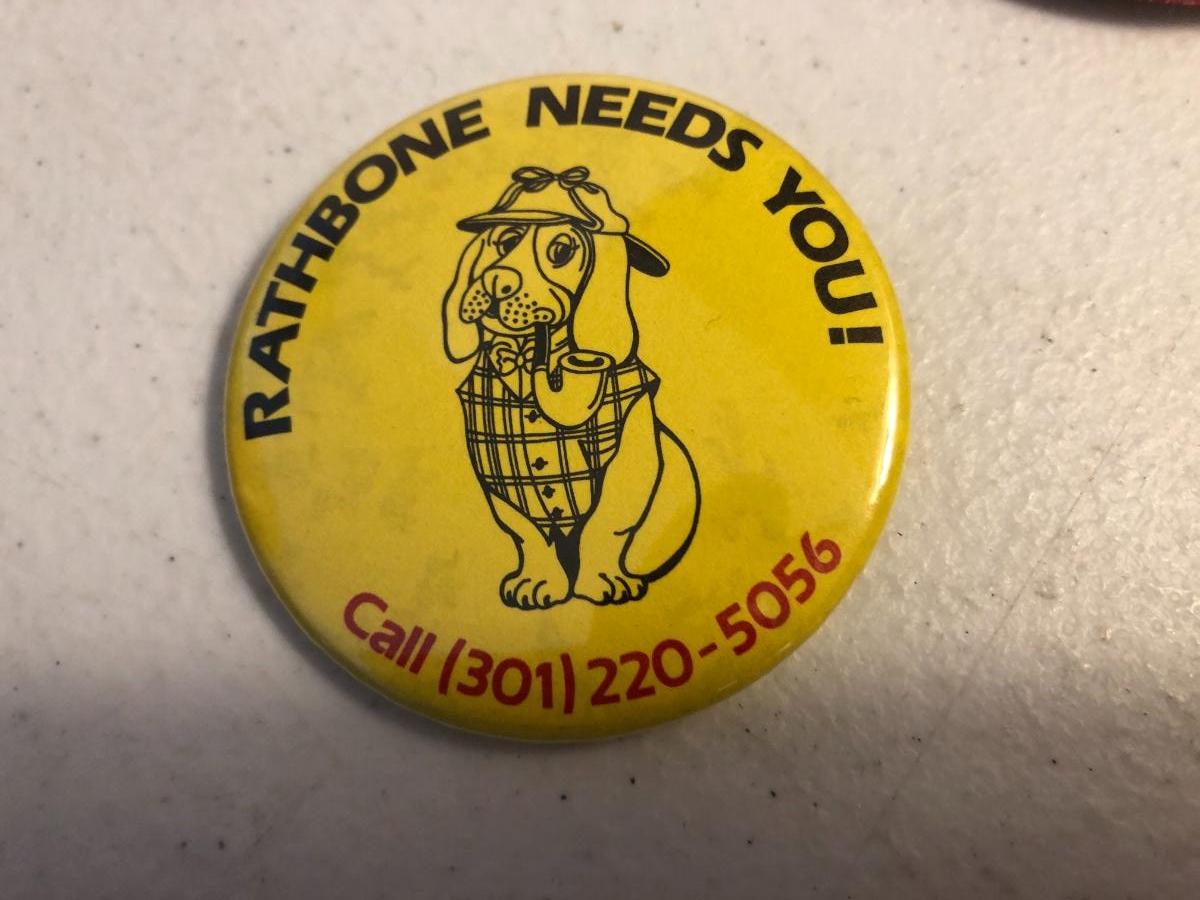 RATHBONE NEEDS YOU!
Call (301) 220-5056